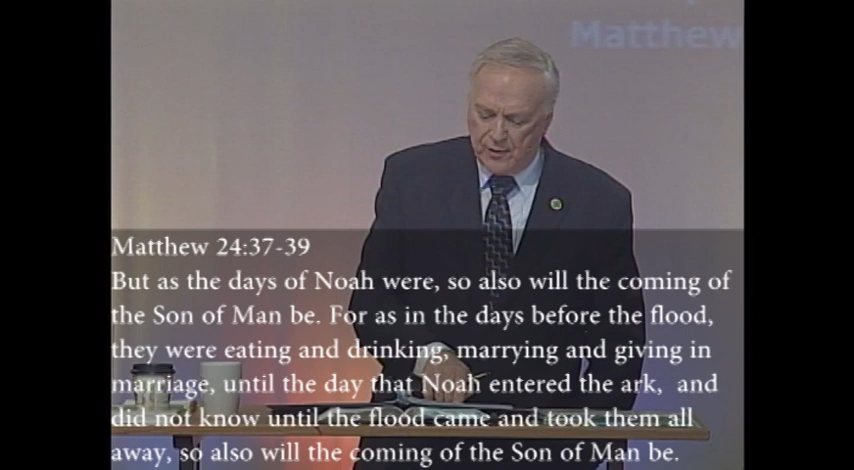 Matthew
Matthew 24:37-39
But as the days of Noah were, so also will the coming of
the Son of Man be. For as in the days before the flood,
they were eating and drinking, marrying and giving in
marriage, until the day that Noah entered the ark,  and
did not know until the flood came and took them all
away, so also will the coming of the Son of Man be.